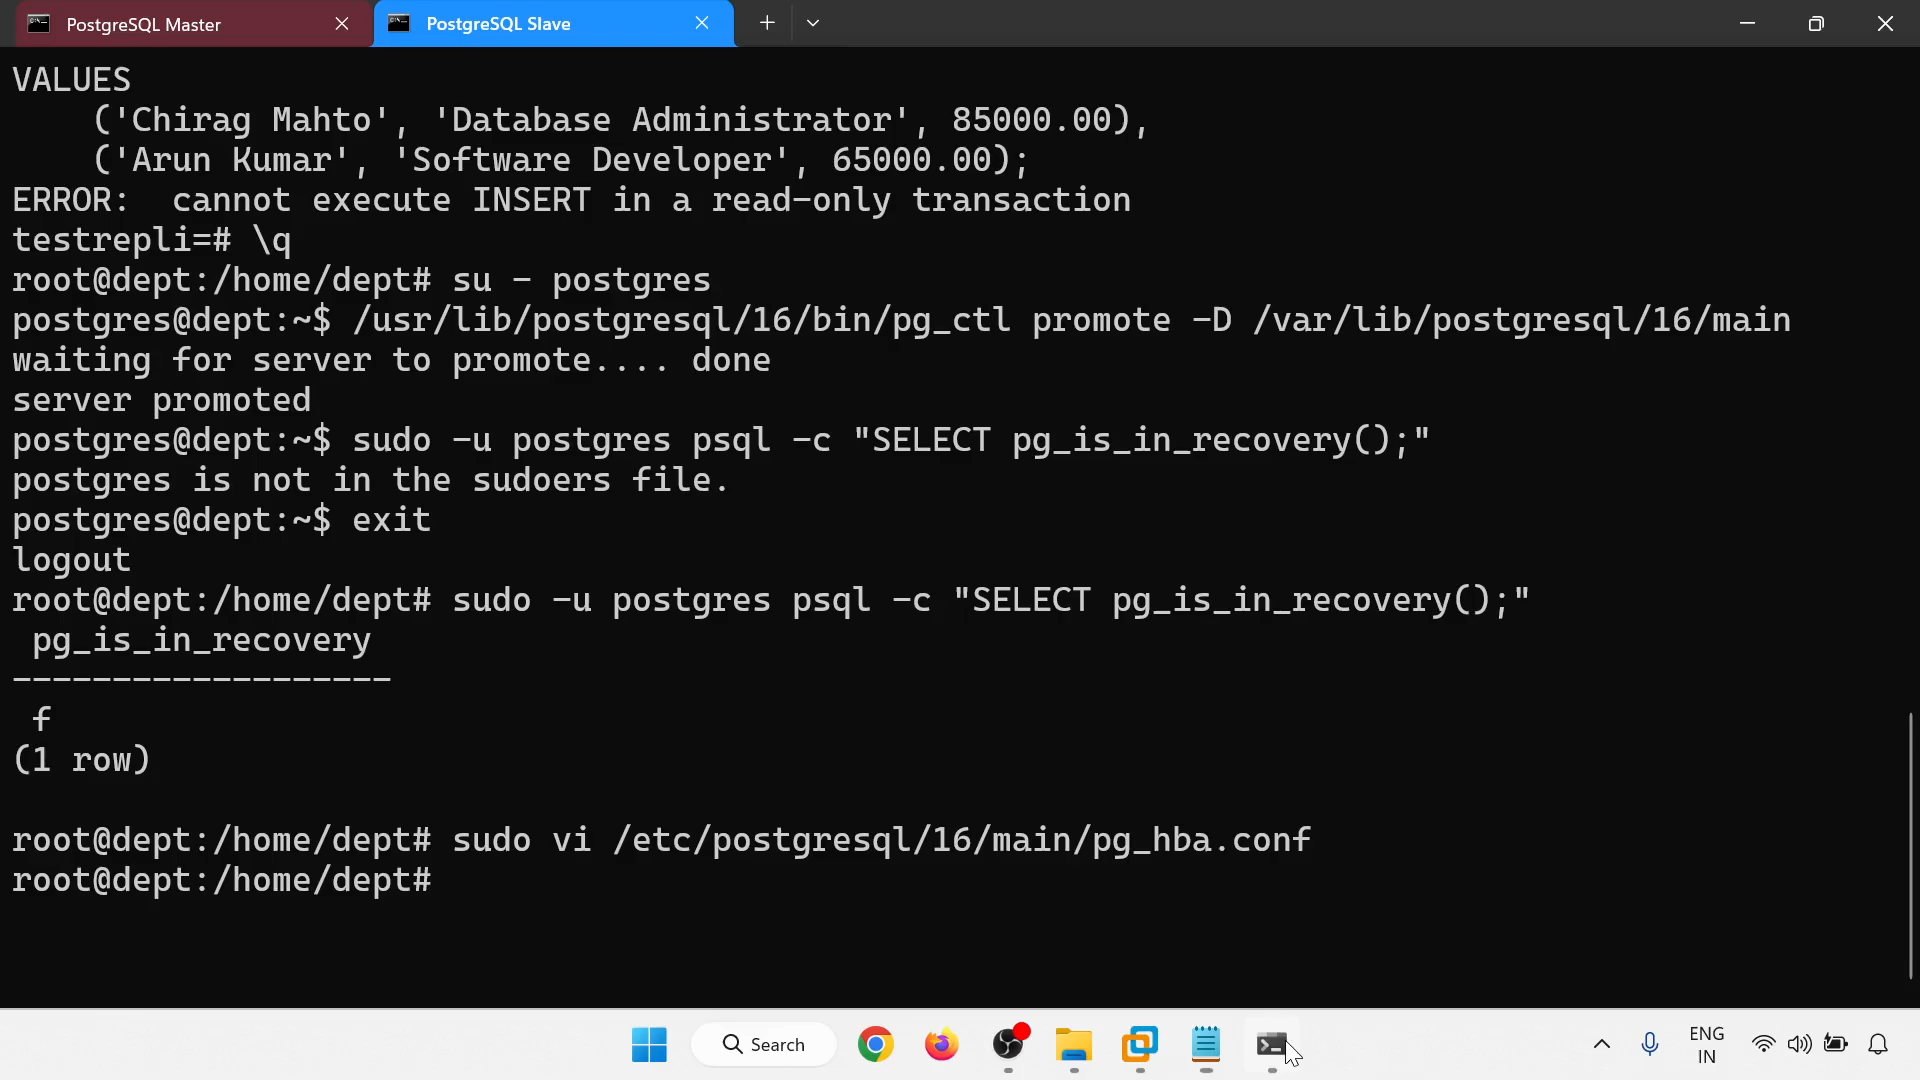 PostgreSQL Master
PostgreSQL Slave
VALUES
('Chirag Mahto', 'Database Administrator', 85000.00),
('Arun Kumar', 'Software Developer', 65000.00);
ERROR:  cannot execute INSERT in a read-only transaction
testrepli=# \q
root@dept:/home/dept# su - postgres
postgres@dept:~$ /usr/lib/postgresql/16/bin/pg_ctl promote -D /var/lib/postgresql/16/main
waiting for server to promote.... done
server promoted
postgres@dept:~$ sudo -u postgres psql -c "SELECT pg_is_in_recovery();"
postgres is not in the sudoers file.
postgres@dept:~$ exit
logout
root@dept:/home/dept# sudo -u postgres psql -c "SELECT pg_is_in_recovery();"
pg_is_in_recovery
-------------------
f
(1 row)
root@dept:/home/dept# sudo vi /etc/postgresql/16/main/pg_hba.conf
root@dept:/home/dept#
Search
ENG
IN